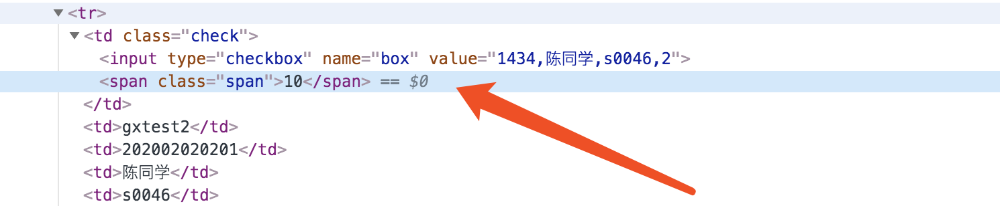 ▼<tr>
▼<td class="check">
<input type="checkbox" name="box" value="1434,陈同学,s0046,2">
<span class="span">10</span> == $0
</td>
<td>gxtest2</td>
<td>202002020201</td>
<td>陈同学</td>
<td>s0046</td>